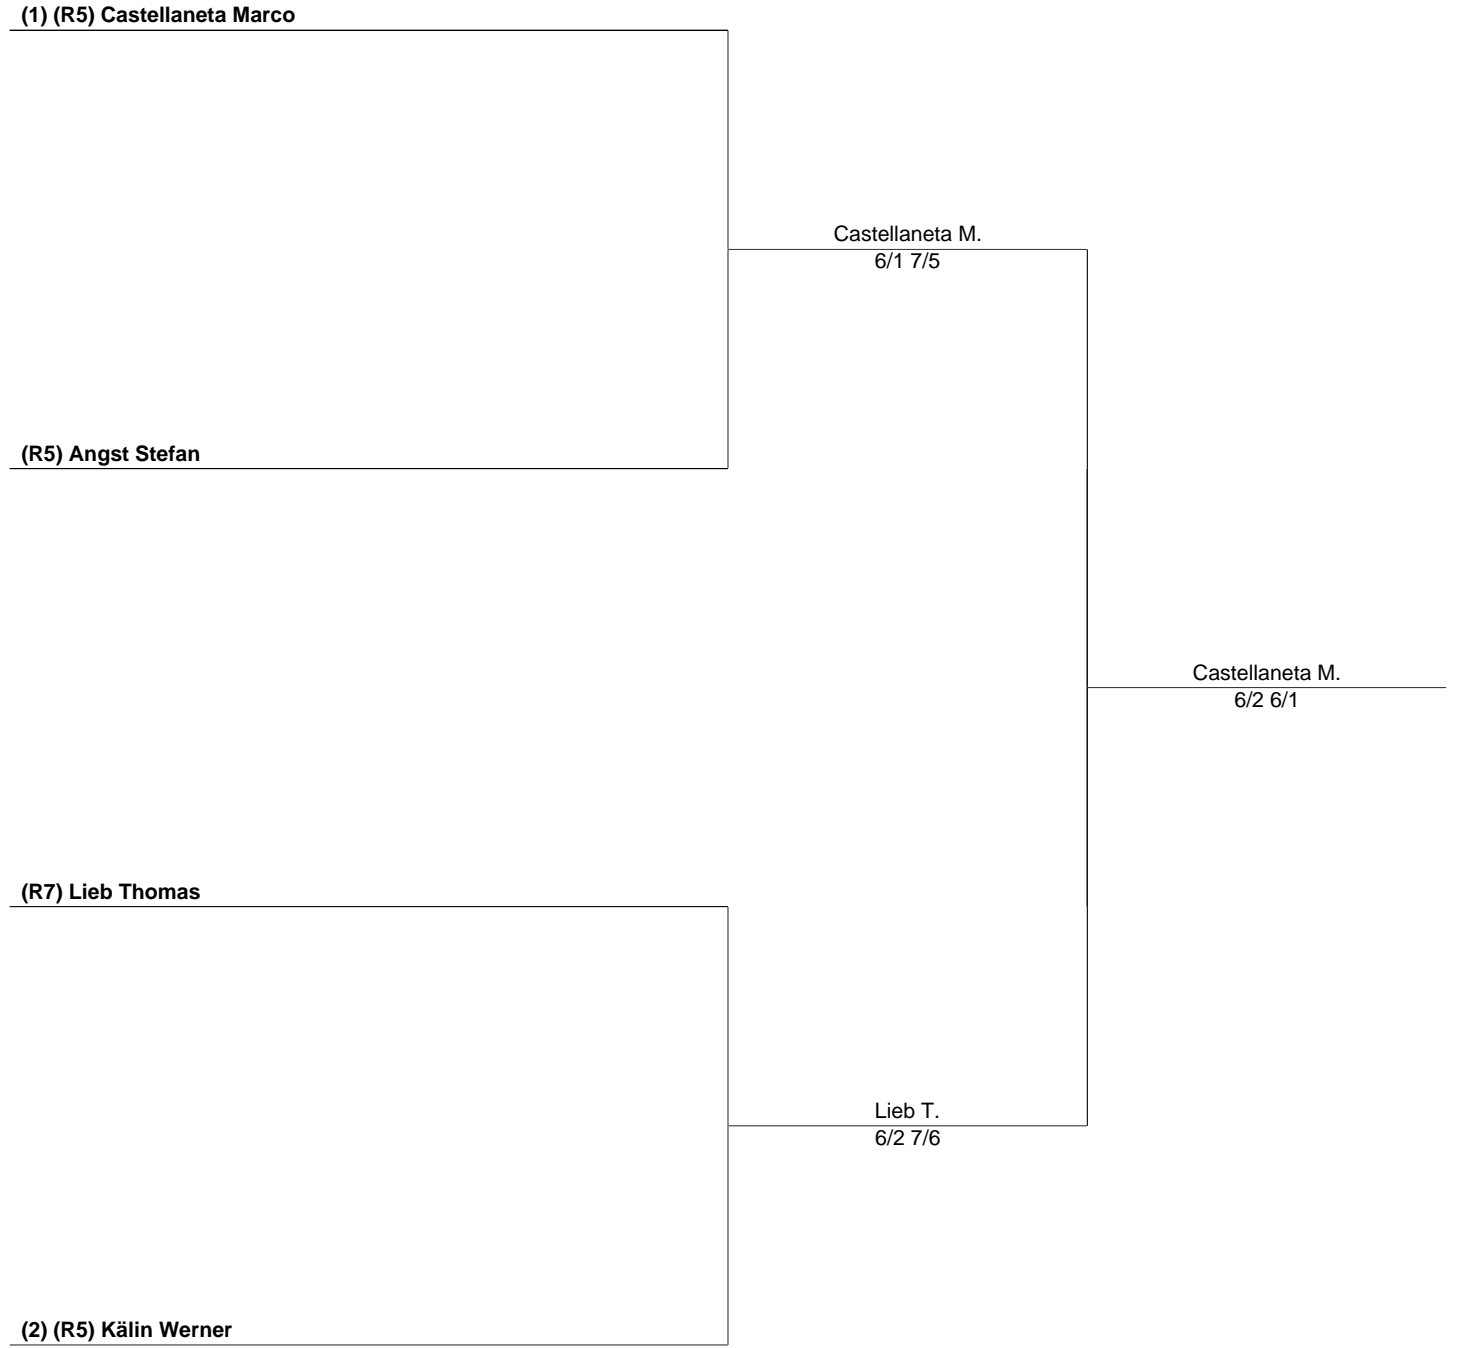 (1) (R5) Castellaneta Marco
Castellaneta M.
6/1 7/5
(R5) Angst Stefan
Castellaneta M.
6/2 6/1
(R7) Lieb Thomas
Lieb T.
6/2 7/6
(2) (R5) Kälin Werner